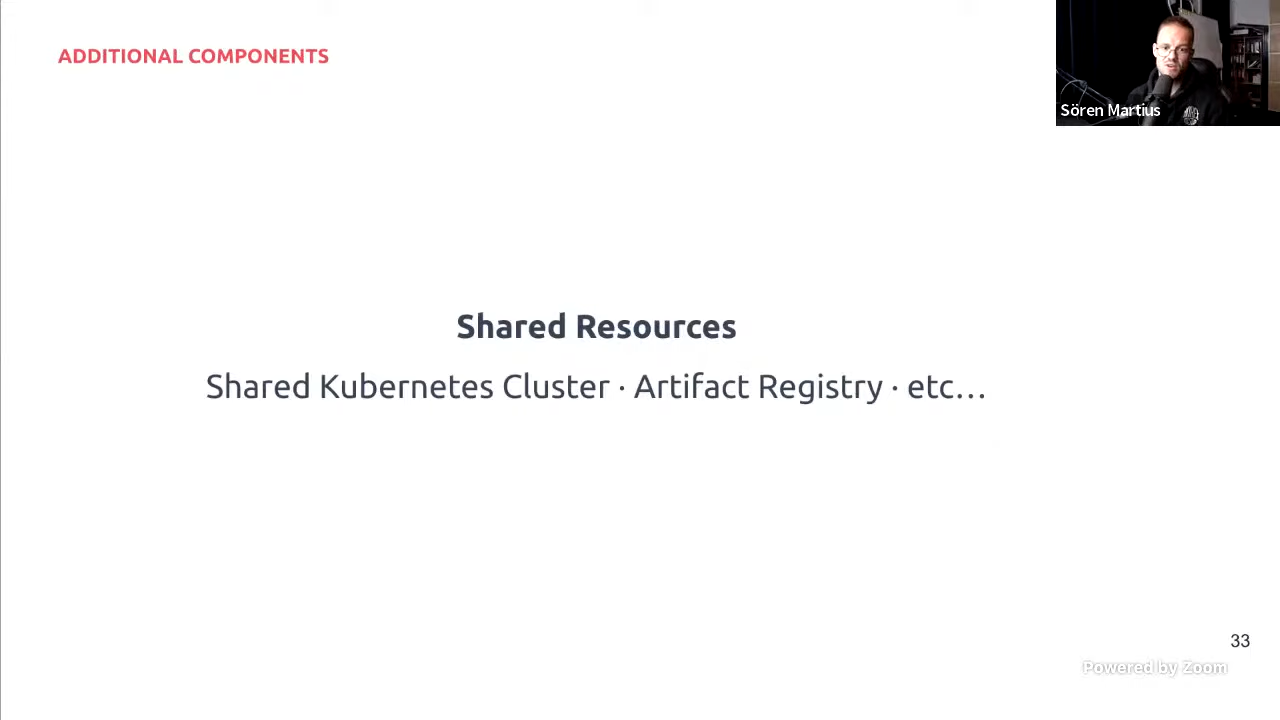 ADDITIONAL COMPONENTS
Sören Martius
Shared Resources
Shared Kubernetes Cluster · Artifact Registry · etc...
33
Powered by Zoom